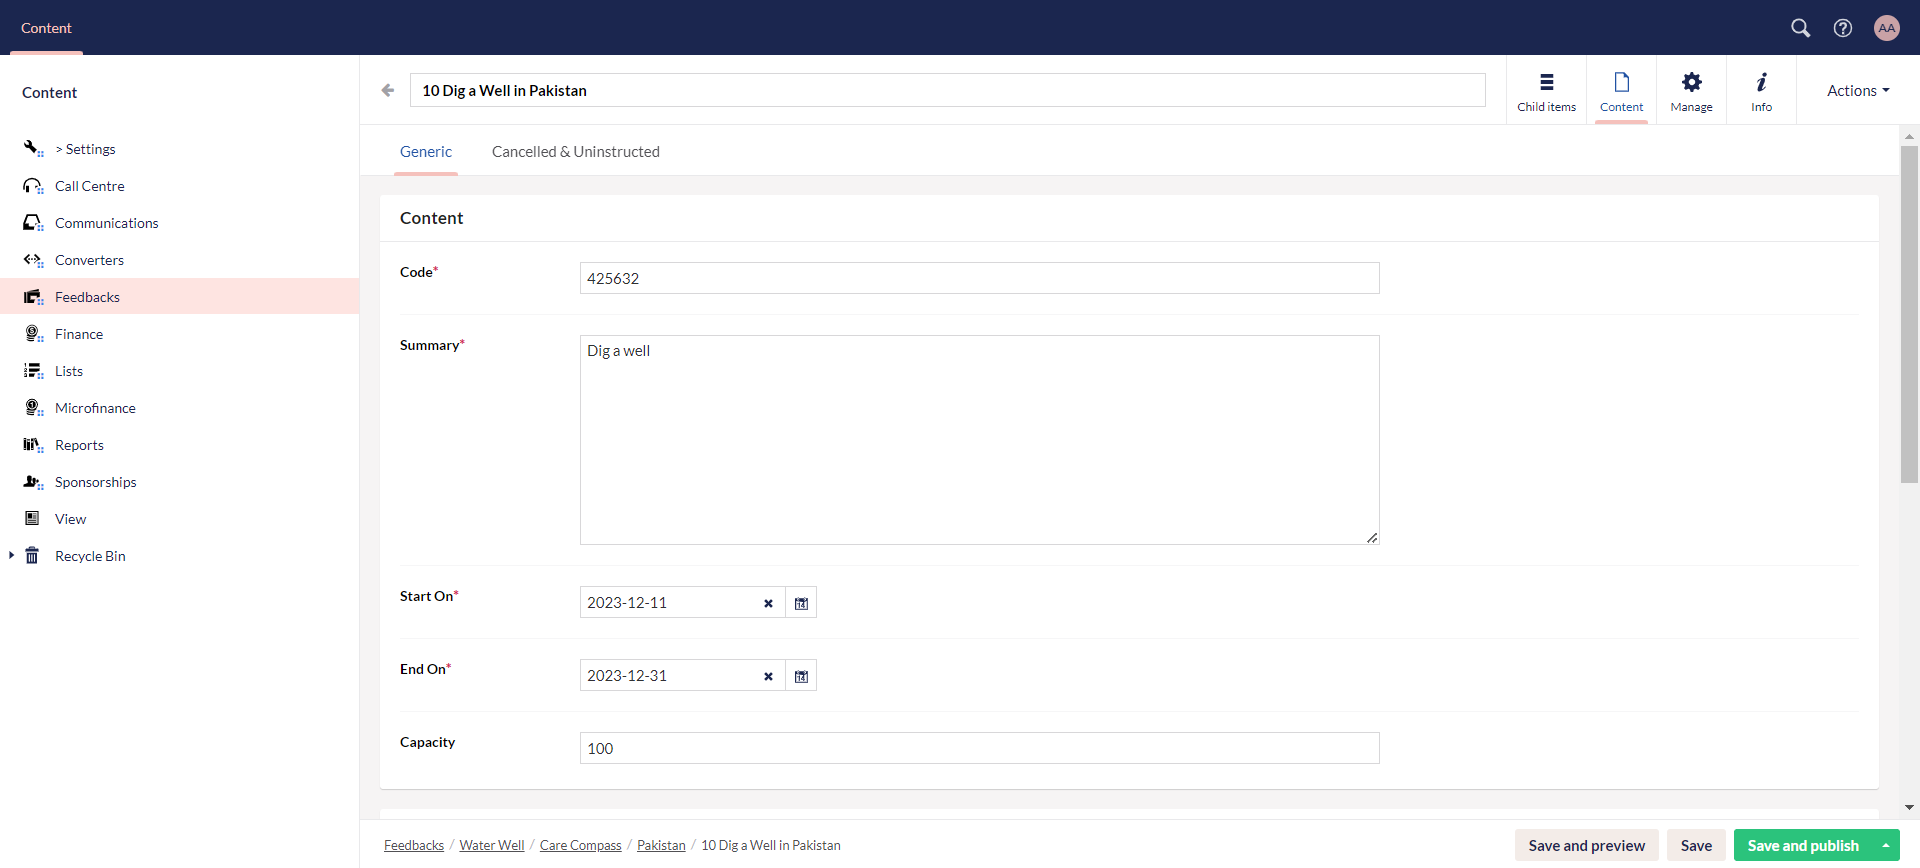 Content
AA
Content
> Settings
Call Centre
Communications
Converters
Feedbacks
Finance
Lists
Microfinance
Reports
Sponsorships
View
Recycle Bin
10 Dig a Well in Pakistan
Child items
Content
Manage
Info
Actions
Generic
Cancelled & Uninstructed
Content
Code*
425632
Summary*
Dig a well
Start On*
2023-12-11
End On*
2023-12-31
Capacity
100
Feedbacks / Water Well / Care Compass / Pakistan / 10 Dig a Well in Pakistan
Save and preview
Save
Save and publish